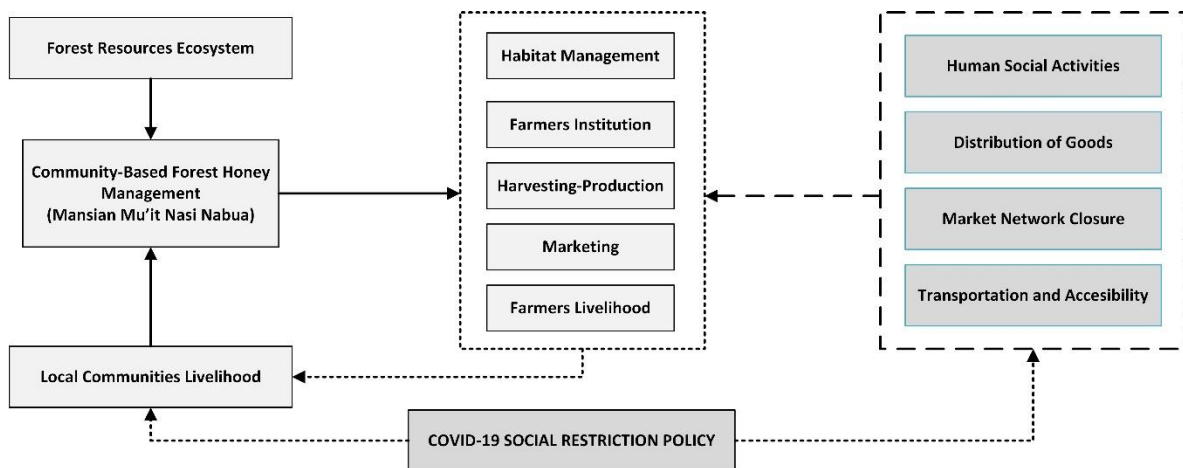 Forest Resources Ecosystem
Community-Based Forest Honey
Management
(Mansian Mu'it Nasi Nabua)
Local Communities Livelihood
Habitat Management
Farmers Institution
Harvesting-Production
Marketing
Farmers Livelihood
Human Social Activities
Distribution of Goods
Market Network Closure
Transportation and Accesibility
COVID-19 SOCIAL RESTRICTION POLICY